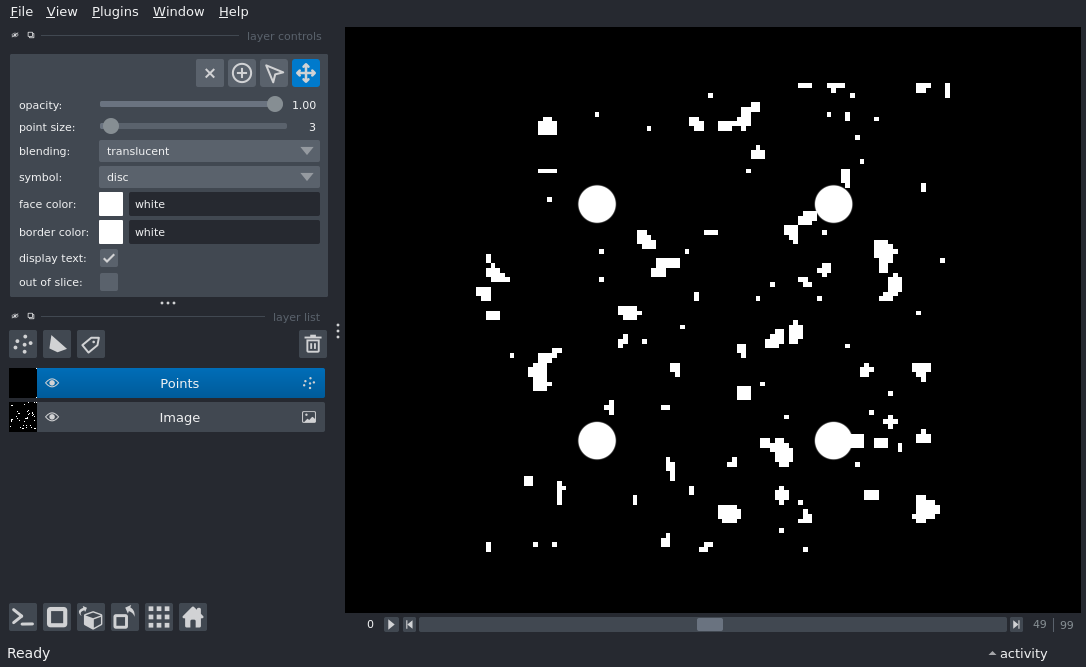 File View Plugins Window Help
layer controls
opacity: 1.00
point size: 3
blending: translucent
symbol: disc
face color: white
border color: white
display text:
out of slice:
layer list
Points
Image
0 49 | 99
Ready activity